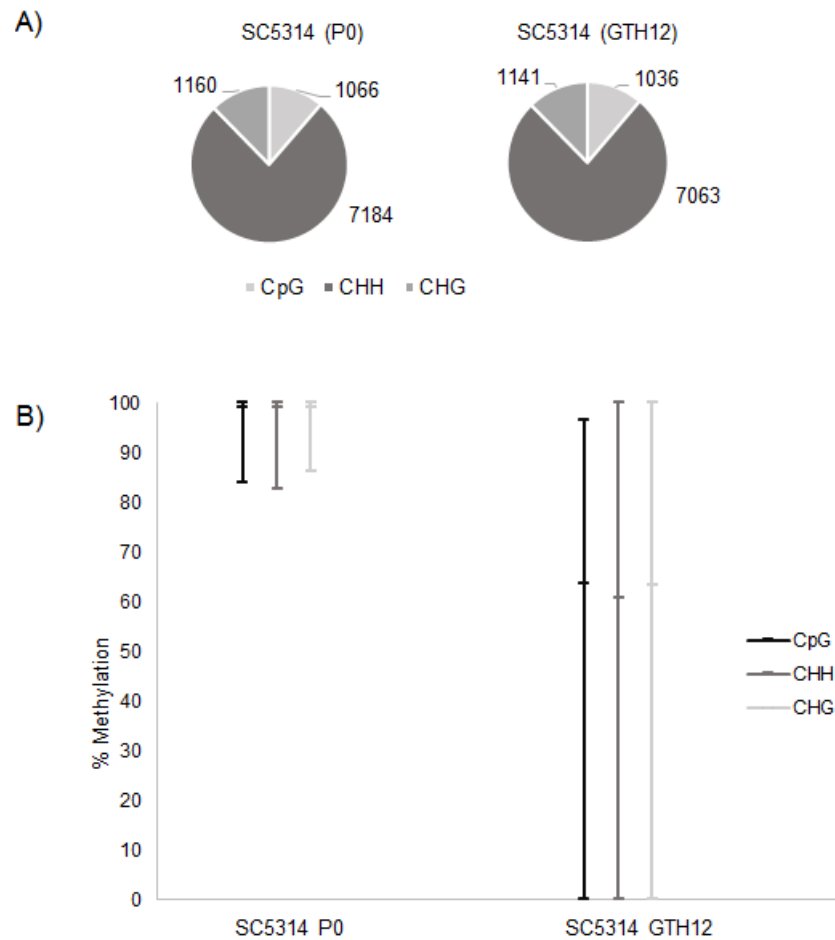 A)
SC5314 (P0)
SC5314 (GTH12)
1160
1066
7184
1141
1036
7063
CpG CHH CHG
B)
% Methylation
100
90
80
70
60
50
40
30
20
10
0
CpG
CHH
CHG
SC5314 P0
SC5314 GTH12